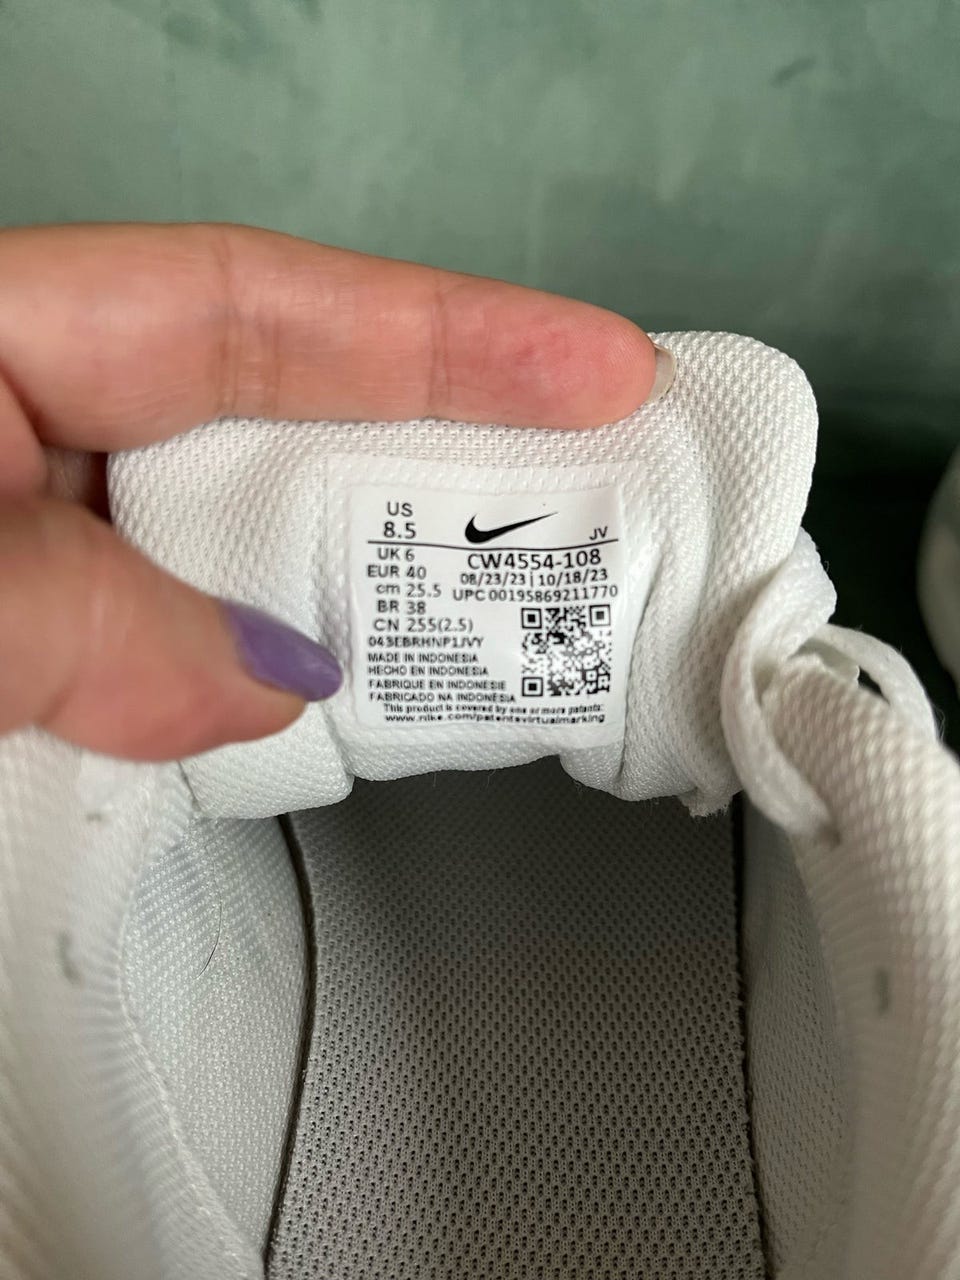 US
8.5
JV
UK 6
EUR 40
cm 25.5
BR 38
CN 255(2.5)
CW4554-108
08/23/23 | 10/18/23
UPC 00195869211770
043EBRHNP1JVY
MADE IN INDONESIA
HECHO EN INDONESIA
FABRIQUE EN INDONESIE
FABRICADO NA INDONESIA
This product is covered by one or more patents:
www.nike.com/patentsvirtualmarking